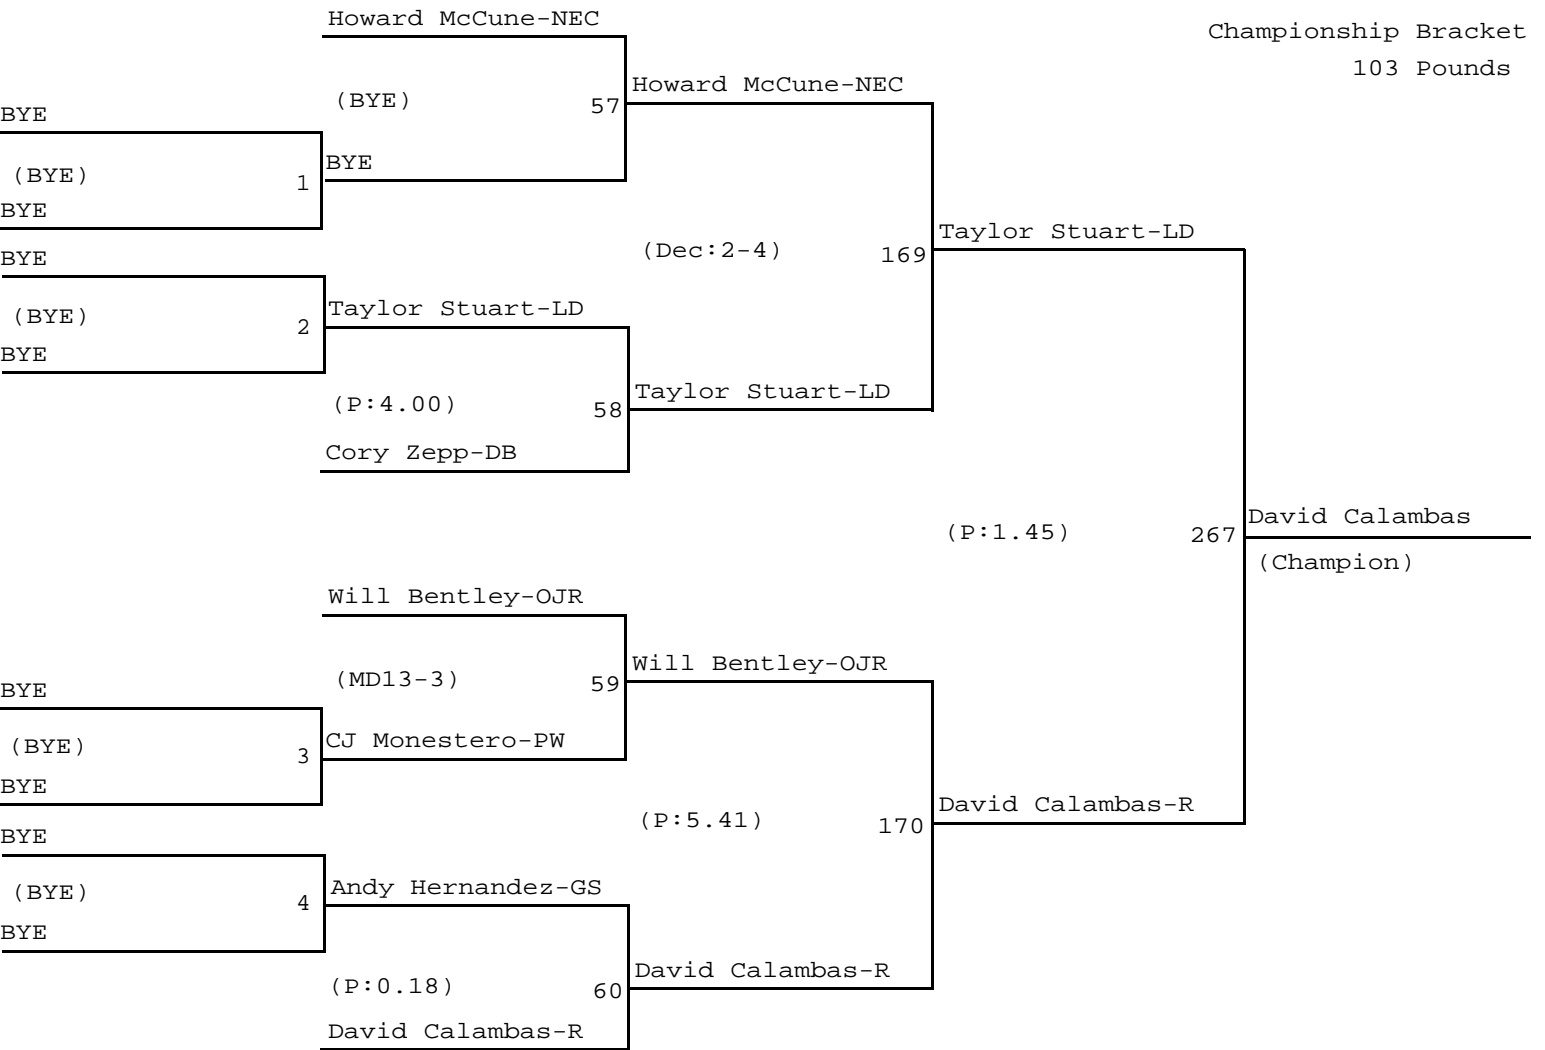 Howard McCune-NEC
Championship Bracket
103 Pounds
Howard McCune-NEC
(BYE)
57
BYE
BYE
(BYE)
1
BYE
Taylor Stuart-LD
(Dec:2-4)
169
BYE
Taylor Stuart-LD
(BYE)
2
BYE
Taylor Stuart-LD
(P:4.00)
58
Cory Zepp-DB
David Calambas
(P:1.45)
267
(Champion)
Will Bentley-OJR
Will Bentley-OJR
(MD13-3)
59
BYE
CJ Monestero-PW
(BYE)
3
BYE
David Calambas-R
(P:5.41)
170
BYE
Andy Hernandez-GS
(BYE)
4
BYE
David Calambas-R
(P:0.18)
60
David Calambas-R